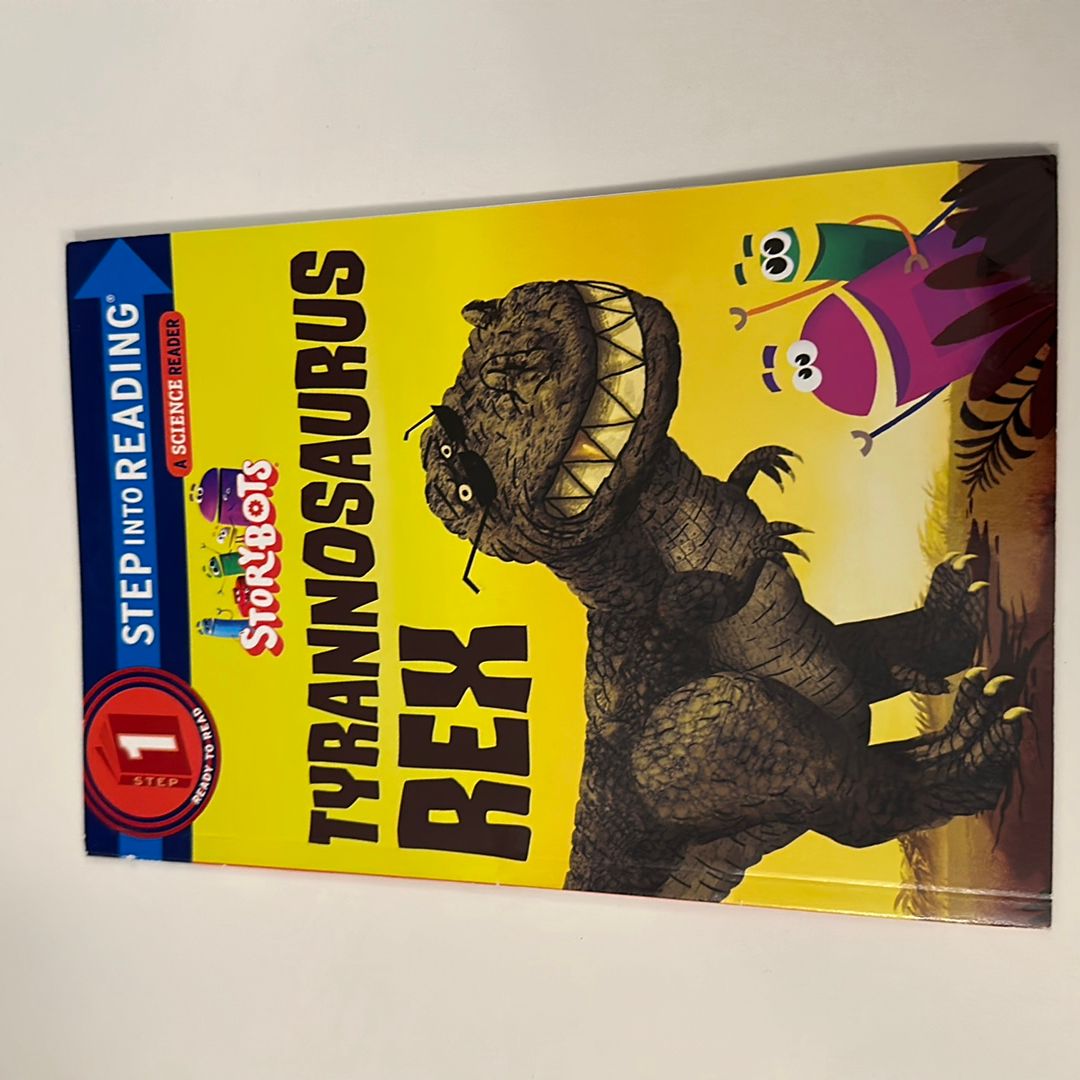 STEP INTO READING®
1
STEP
READY TO READ
A SCIENCE READER
STORYBOTS
TYRANNOSAURUS
REX